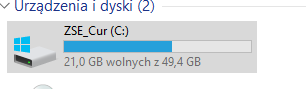 Urządzenia i dyski (2)
ZSE_Cur (C:)
21,0 GB wolnych z 49,4 GB